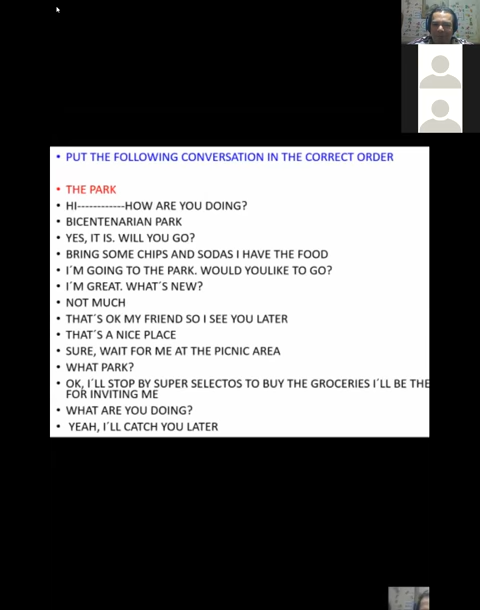 • PUT THE FOLLOWING CONVERSATION IN THE CORRECT ORDER
• THE PARK
• HI------------HOW ARE YOU DOING?
• BICENTENARIAN PARK
• YES, IT IS. WILL YOU GO?
• BRING SOME CHIPS AND SODAS I HAVE THE FOOD
• I´M GOING TO THE PARK. WOULD YOULIKE TO GO?
• I´M GREAT. WHAT´S NEW?
• NOT MUCH
• THAT´S OK MY FRIEND SO I SEE YOU LATER
• THAT´S A NICE PLACE
• SURE, WAIT FOR ME AT THE PICNIC AREA
• WHAT PARK?
• OK, I´LL STOP BY SUPER SELECTOS TO BUY THE GROCERIES I´LL BE THE
FOR INVITING ME
• WHAT ARE YOU DOING?
• YEAH, I´LL CATCH YOU LATER